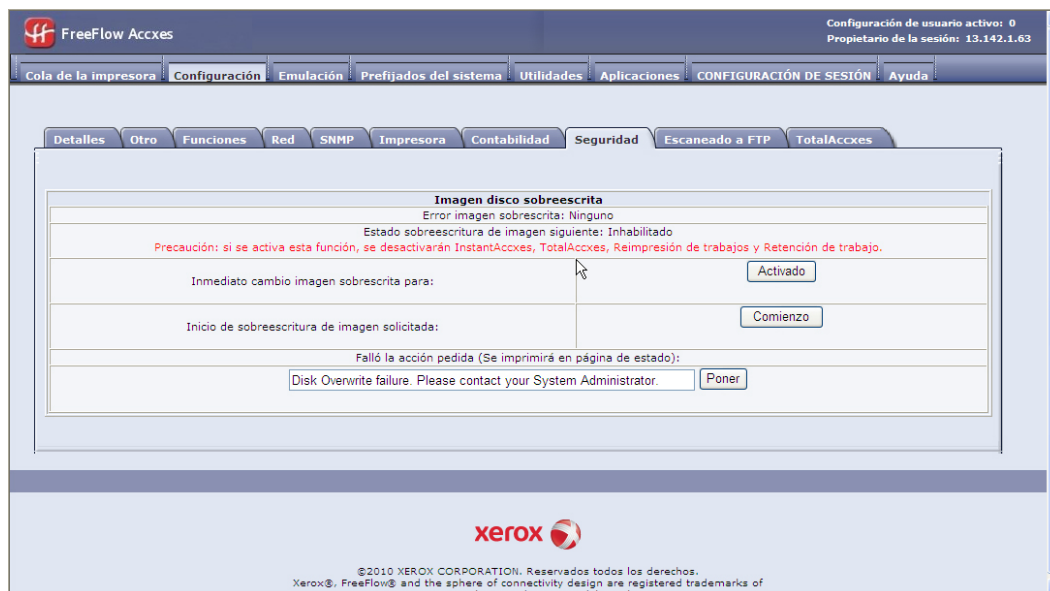 FreeFlow Accxes
Configuración de usuario activo: 0
Propietario de la sesión: 13.142.1.63
Cola de la impresora Configuración Emulación Prefijados del sistema Utilidades Aplicaciones CONFIGURACIÓN DE SESIÓN Ayuda
Detalles Otro Funciones Red SNMP Impresora Contabilidad Seguridad Escaneado a FTP TotalAccxes
Imagen disco sobreescrita
Error imagen sobrescrita: Ninguno
Estado sobreescritura de imagen siguiente: Inhabilitado
Precaución: si se activa esta función, se desactivarán InstantAccxes, TotalAccxes, Reimpresión de trabajos y Retención de trabajo.
Inmediato cambio imagen sobrescrita para: Activado
Inicio de sobreescritura de imagen solicitada: Comienzo
Falló la acción pedida (Se imprimirá en página de estado):
Disk Overwrite failure. Please contact your System Administrator. Poner
xerox
©2010 XEROX CORPORATION. Reservados todos los derechos.
Xerox®, FreeFlow® and the sphere of connectivity design are registered trademarks of